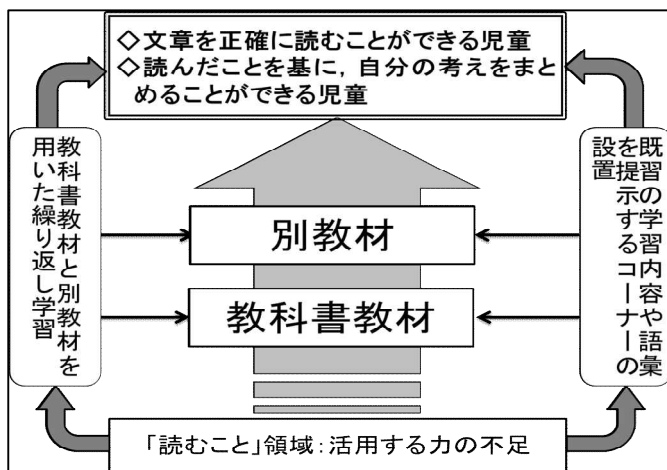 ◇文章を正確に読むことができる児童
◇読んだことを基に，自分の考えをまと
めることができる児童
教科書教材と別教材を
用いた繰り返し学習
別教材
教科書教材
既習の学習内容や語彙
を提示するコーナーの
設置
「読むこと」領域：活用する力の不足